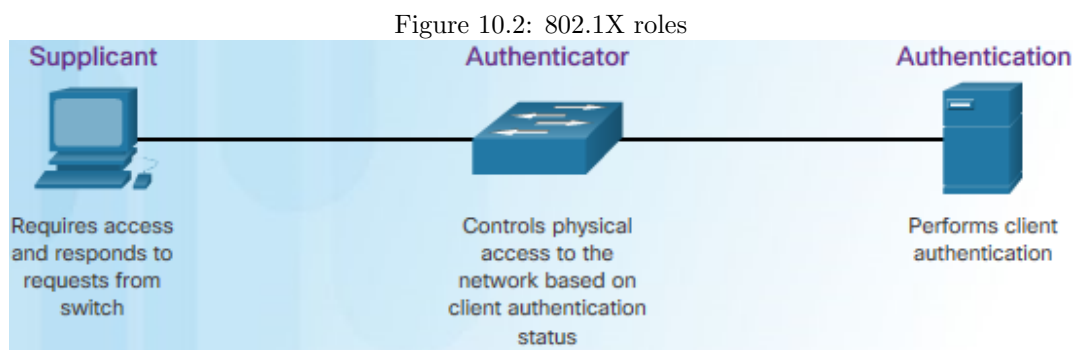 Figure 10.2: 802.1X roles
Supplicant
Authenticator
Authentication
Requires access
and responds to
requests from
switch
Controls physical
access to the
network based on
client authentication
status
Performs client
authentication